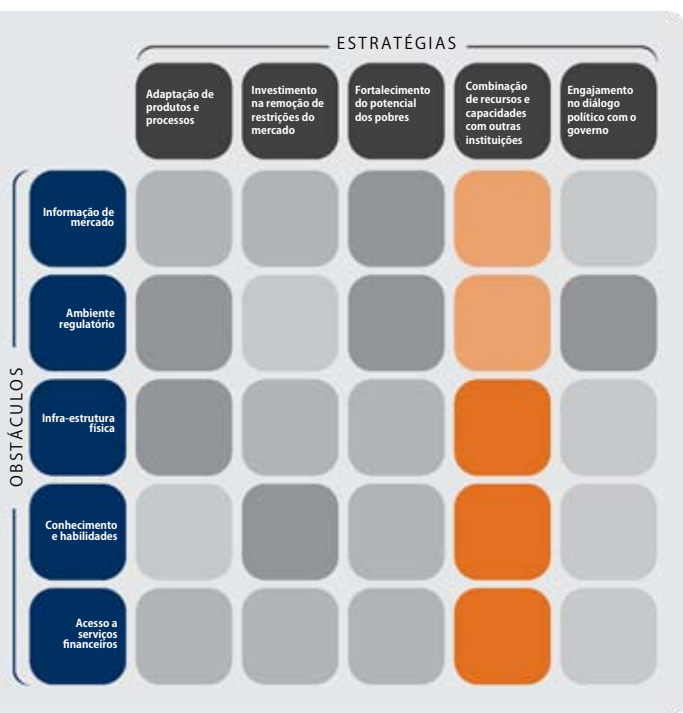 ESTRATÉGIAS
Adaptação de
produtos e
processos
Investimento
na remoção de
restrições do
mercado
Fortalecimento
do potencial
dos pobres
Combinação
de recursos e
capacidades
com outras
instituições
Engajamento
no diálogo
político com o
governo
OBSTÁCULOS
Informação de
mercado
Ambiente
regulatório
Infra-estrutura
física
Conhecimento
e habilidades
Acesso a
serviços
financeiros